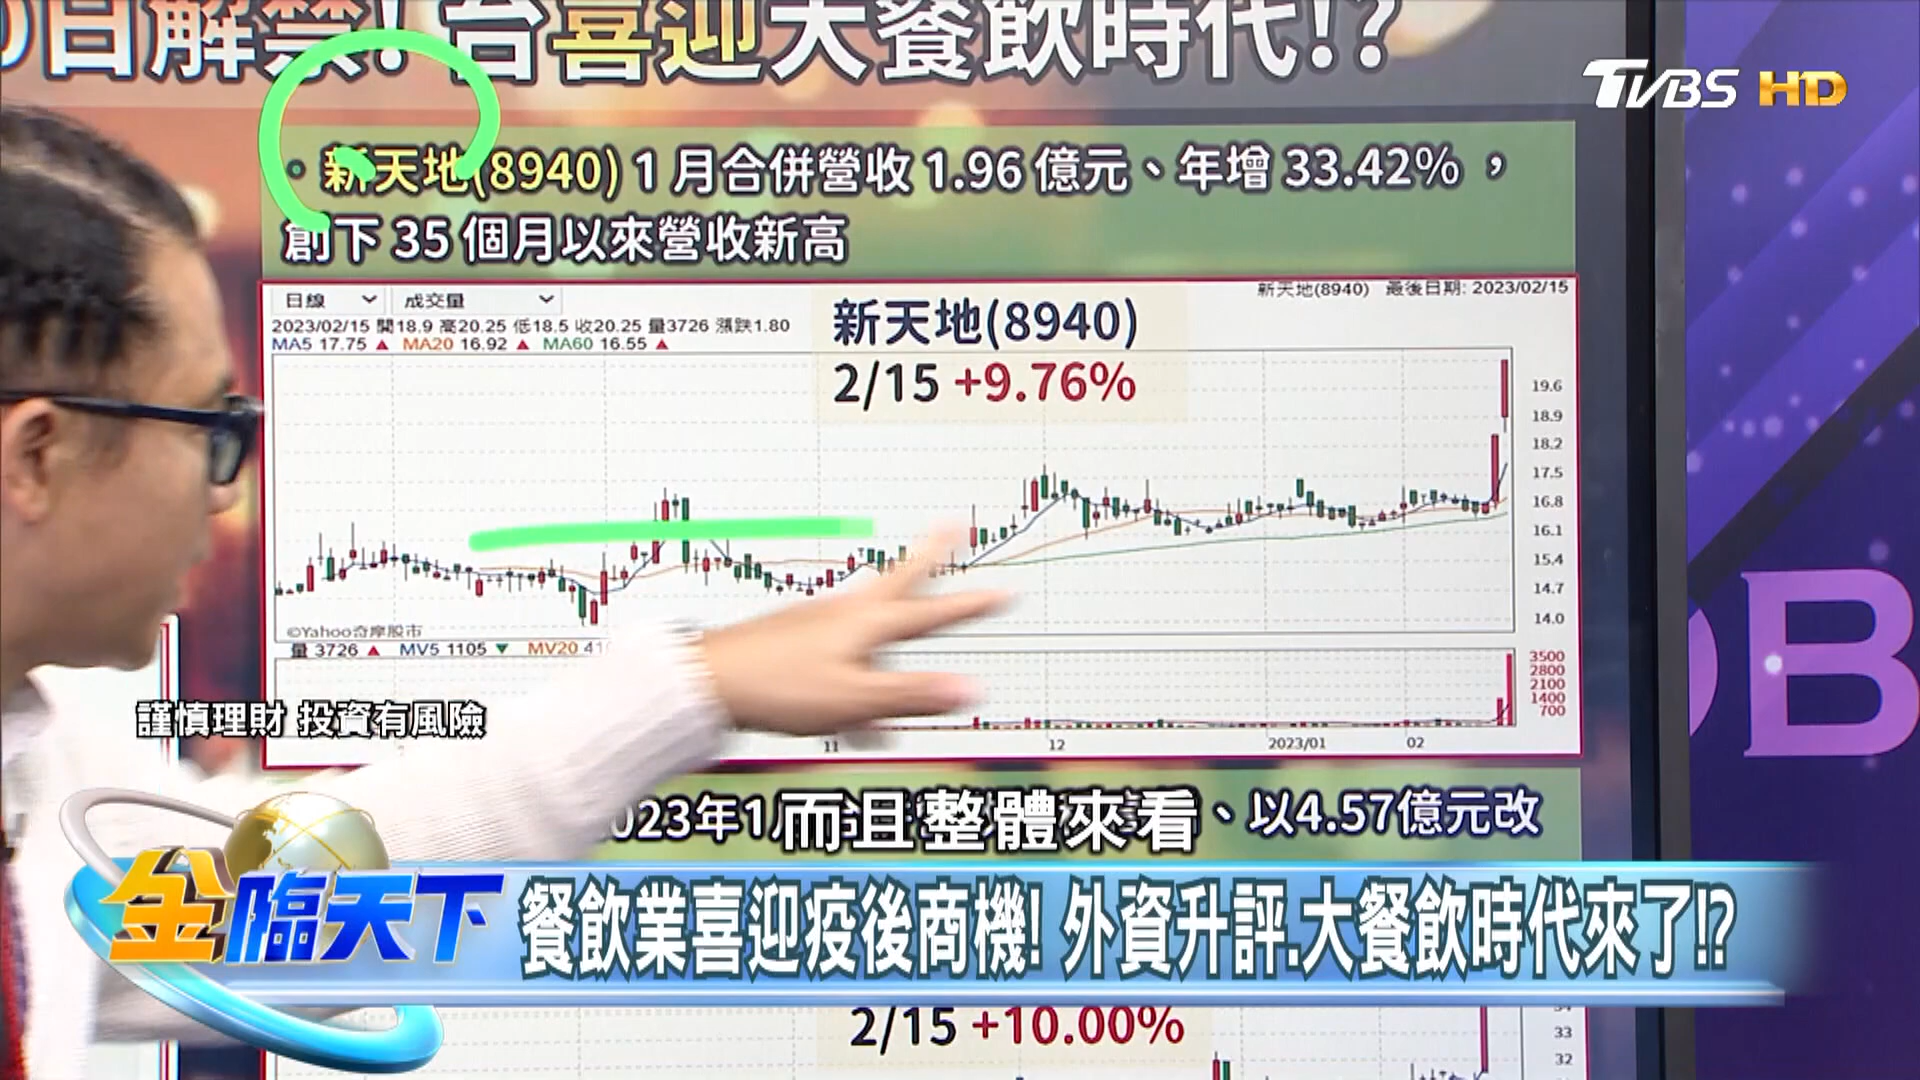 日解禁! 台喜迎大餐飲時代!?
TVBS HD
·新天地(8940) 1 月合併營收 1.96 億元、年增 33.42%，
創下 35 個月以來營收新高
日線 成交量
新天地(8940) 最後日期: 2023/02/15
2023/02/15 開18.9 高20.25 低18.5 收20.25 量3726 漲跌1.80
MA5 17.75 ▲ MA20 16.92 ▲ MA60 16.55 ▲
新天地(8940)
2/15 +9.76%
19.6
18.9
18.2
17.5
16.8
16.1
15.4
14.7
14.0
©Yahoo奇摩股市
量 3726 ▲ MV5 1105 ▼ MV20
3500
2800
2100
1400
700
11 12 2023/01 02
謹慎理財 投資有風險
023年1 、以4.57億元改
而且整體來看
金臨天下
餐飲業喜迎疫後商機! 外資升評.大餐飲時代來了!?
2/15 +10.00%
33
32
B